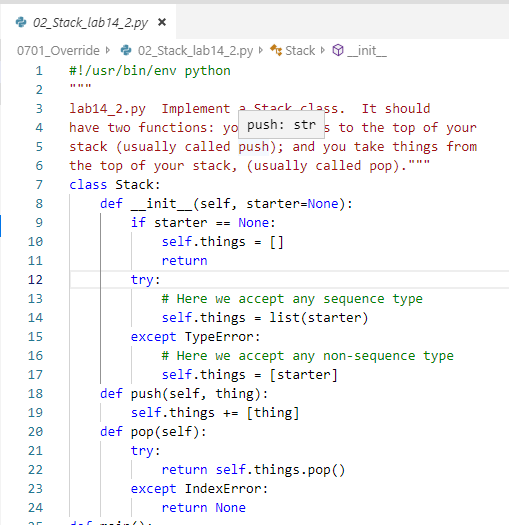 02_Stack_lab14_2.py ×
0701_Override › 02_Stack_lab14_2.py › Stack › __init__
1 #!/usr/bin/env python
2 """
3 lab14_2.py  Implement a Stack class.  It should
push: str
4 have two functions: to the top of your
5 stack (usually called push); and you take things from
6 the top of your stack, (usually called pop)."""
7 class Stack:
8     def __init__(self, starter=None):
9         if starter == None:
10             self.things = []
11             return
12         try:
13             # Here we accept any sequence type
14             self.things = list(starter)
15         except TypeError:
16             # Here we accept any non-sequence type
17             self.things = [starter]
18     def push(self, thing):
19         self.things += [thing]
20     def pop(self):
21         try:
22             return self.things.pop()
23         except IndexError:
24             return None